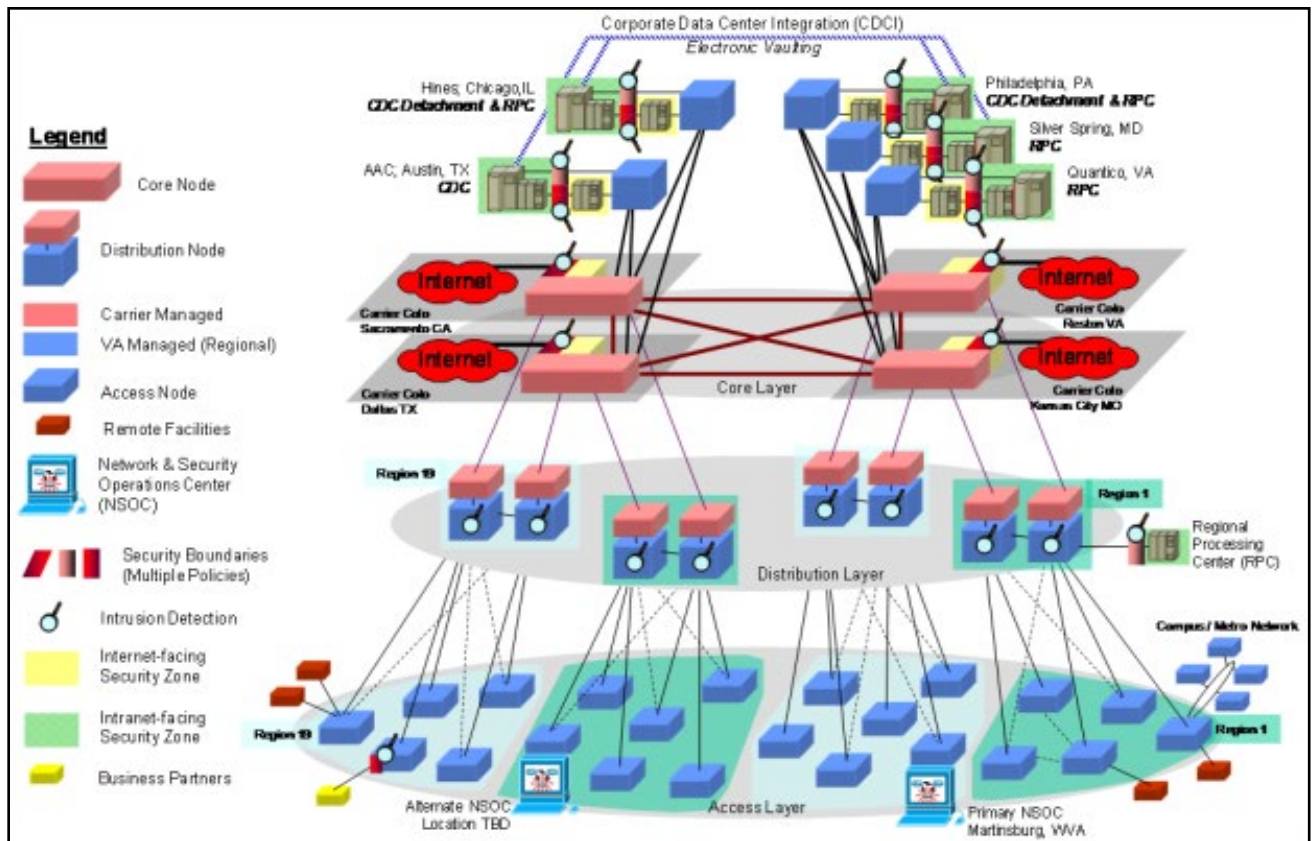 Corporate Data Center Integration (CDCI)
Electronic Vaulting
Hines; Chicago,IL
CDC Detachment & RPC
Philadelphia, PA
CDC Detachment & RPC
Silver Spring, MD
RPC
AAC; Austin, TX
CDC
Quantico, VA
RPC
Legend
Core Node
Distribution Node
Carrier Managed
VA Managed (Regional)
Access Node
Remote Facilities
Network & Security
Operations Center
(NSOC)
Security Boundaries
(Multiple Policies)
Intrusion Detection
Internet-facing
Security Zone
Intranet-facing
Security Zone
Business Partners
Internet
Carrier Colo
Sacramento CA
Internet
Carrier Colo
Reston VA
Internet
Carrier Colo
Dallas TX
Internet
Carrier Colo
Kansas City MO
Core Layer
Region 19
Region 1
Regional
Processing
Center (RPC)
Distribution Layer
Campus / Metro Network
Region 19
Region 1
Alternate NSOC
Location TBD
Access Layer
Primary NSOC
Martinsburg, WVA